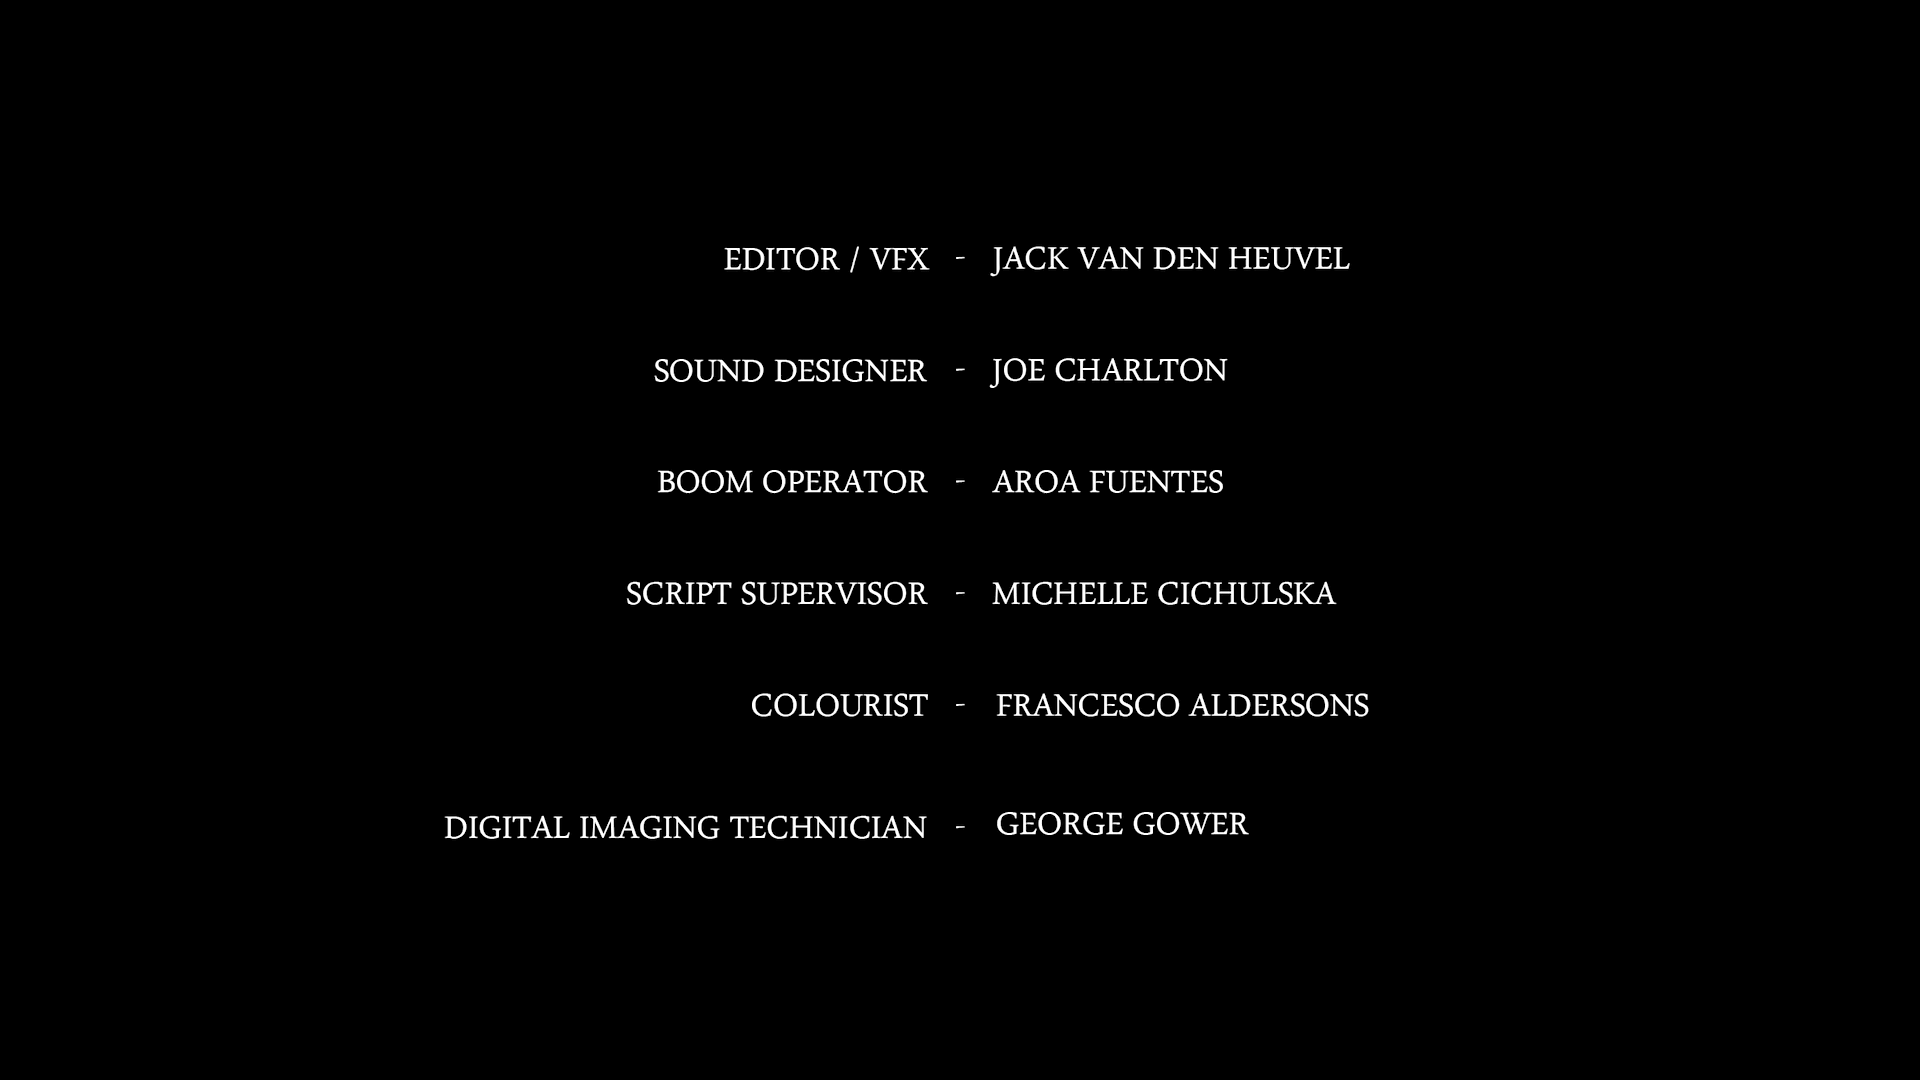 EDITOR / VFX - JACK VAN DEN HEUVEL
SOUND DESIGNER - JOE CHARLTON
BOOM OPERATOR - AROA FUENTES
SCRIPT SUPERVISOR - MICHELLE CICHULSKA
COLOURIST - FRANCESCO ALDERSONS
DIGITAL IMAGING TECHNICIAN - GEORGE GOWER